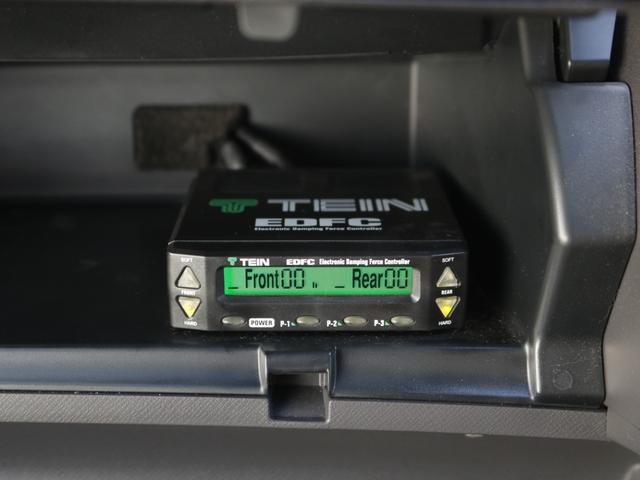 TEIN
EDFC
Electronic Damping Force Controller
TEIN EDFC Electronic Damping Force Controller
SOFT SOFT
_ Front00 _ Rear00
FRONT REAR
HARD HARD
POWER P-1 P-2 P-3